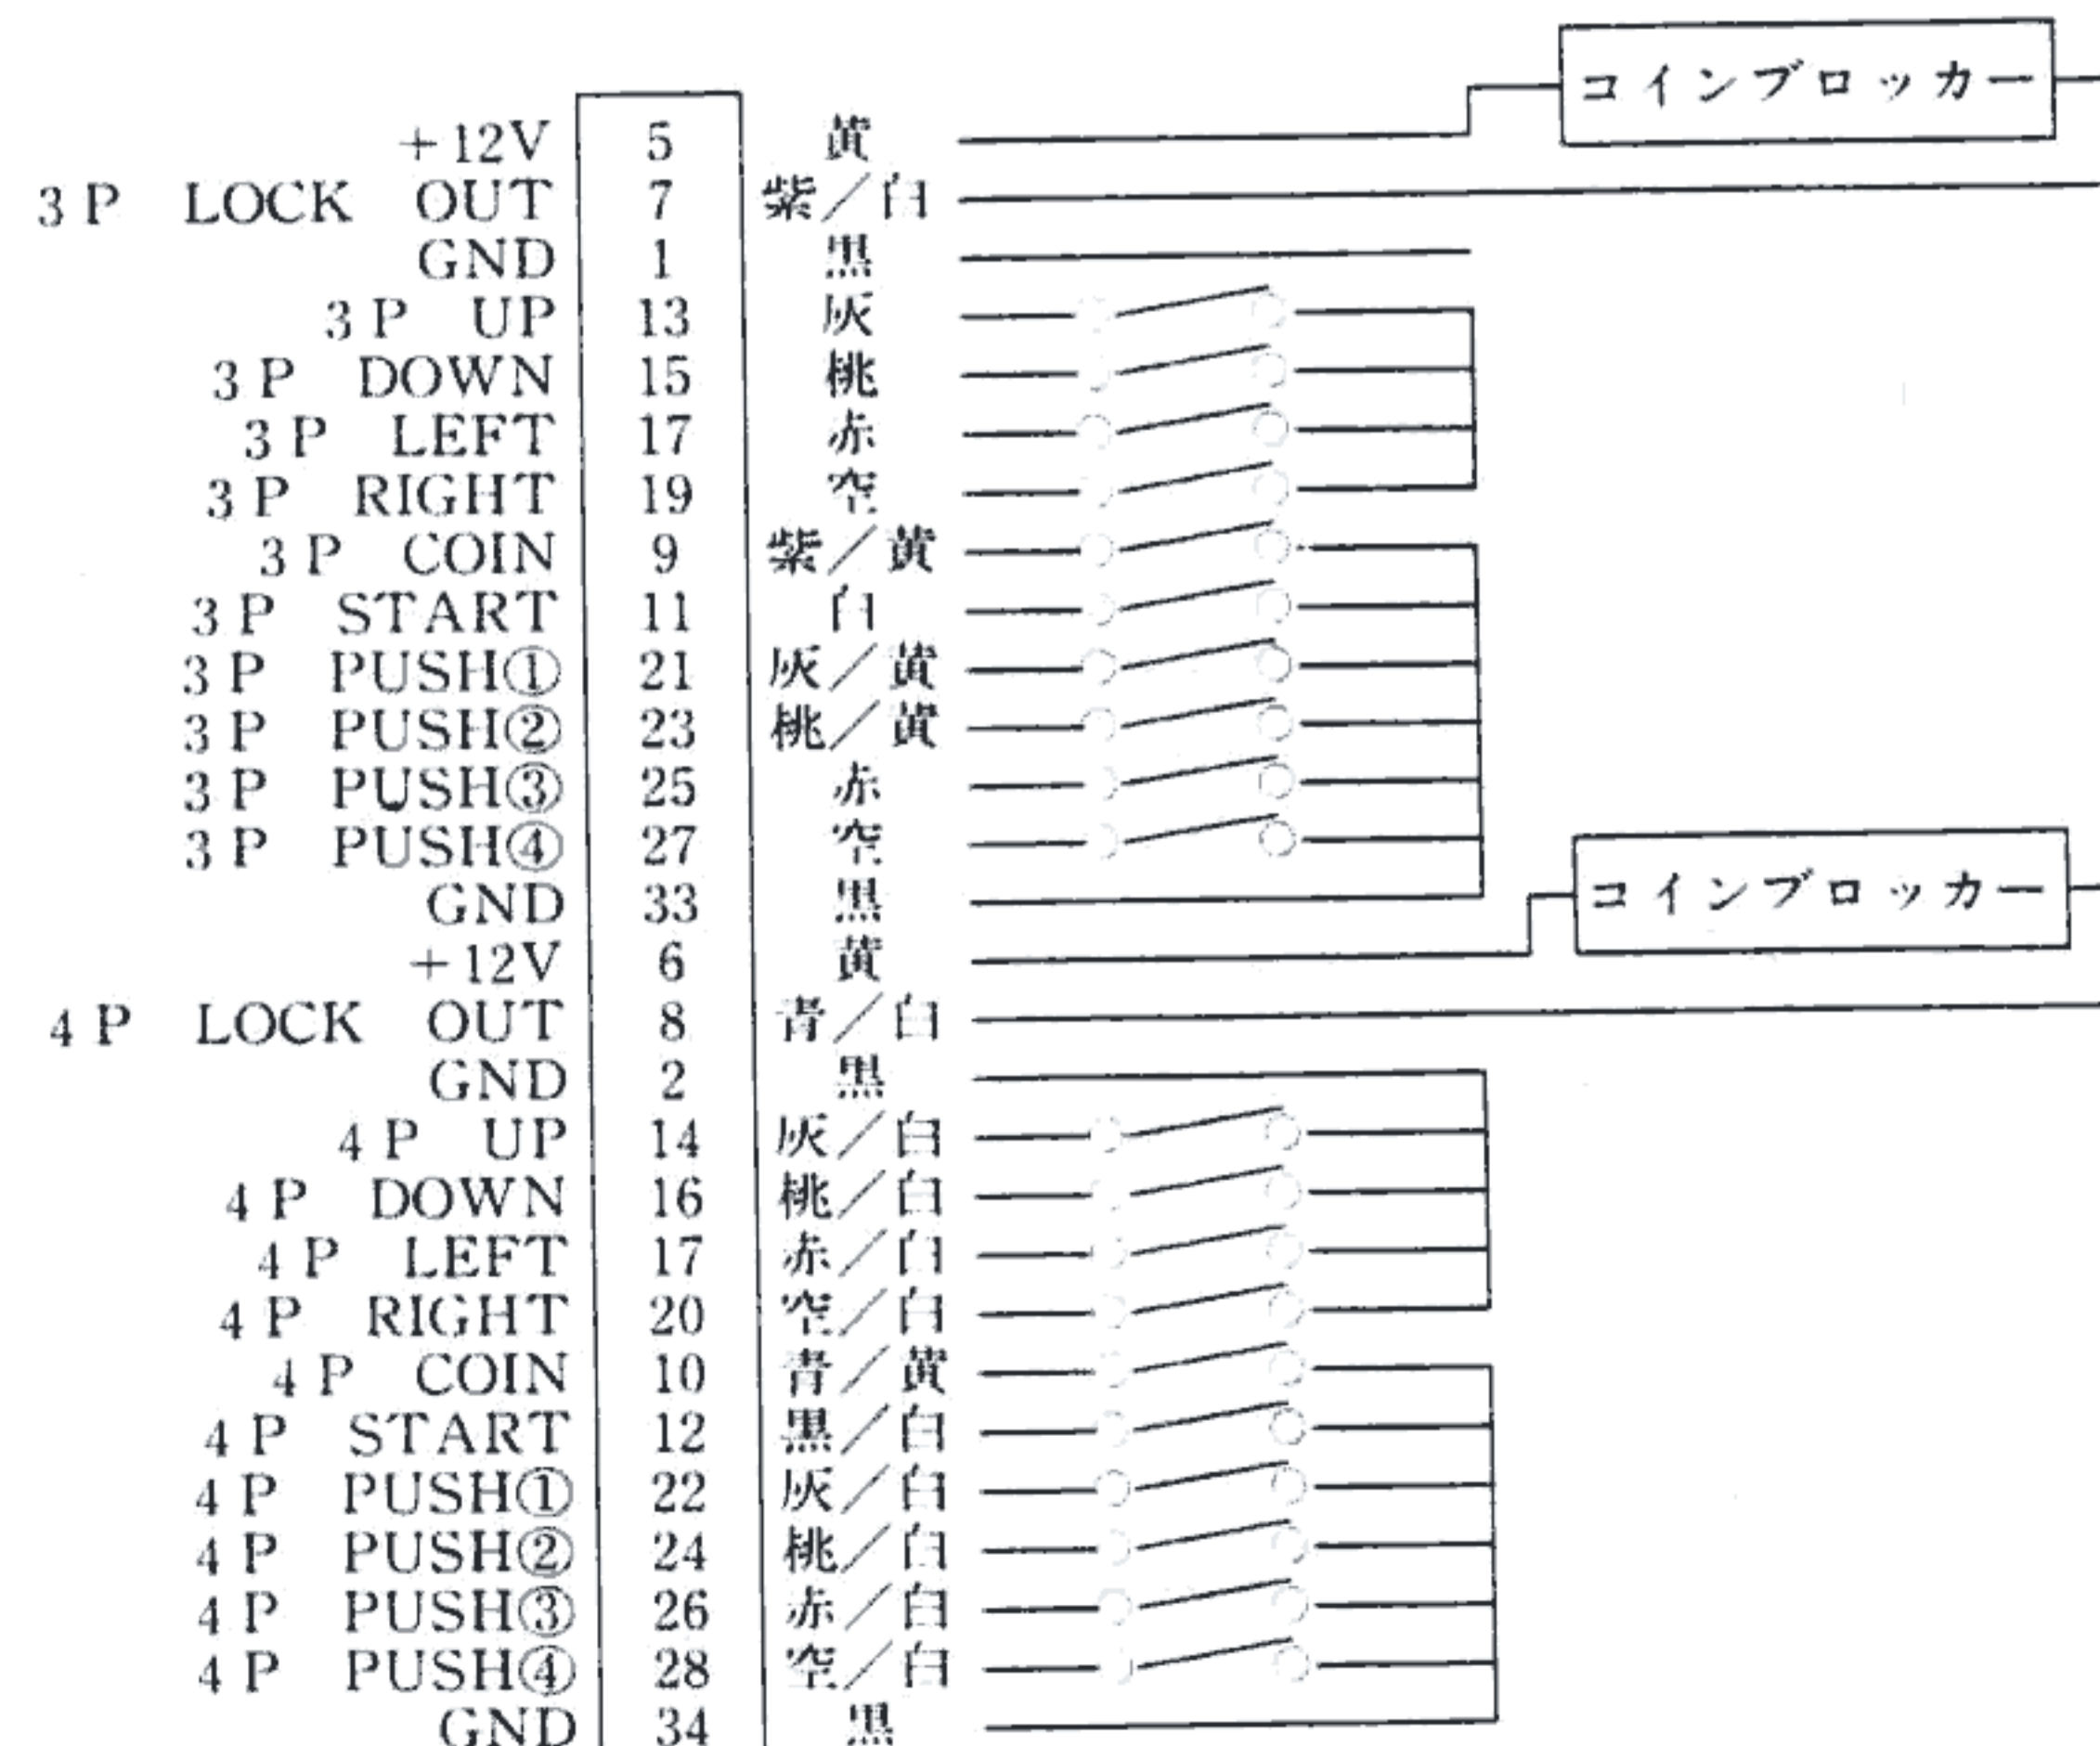 コインブロッカー
+12V 5 黄
3P LOCK OUT 7 紫／白
GND 1 黒
3P UP 13 灰
3P DOWN 15 桃
3P LEFT 17 赤
3P RIGHT 19 空
3P COIN 9 紫／黄
3P START 11 白
3P PUSH① 21 灰／黄
3P PUSH② 23 桃／黄
3P PUSH③ 25 赤
3P PUSH④ 27 空
コインブロッカー
GND 33 黒
+12V 6 黄
4P LOCK OUT 8 青／白
GND 2 黒
4P UP 14 灰／白
4P DOWN 16 桃／白
4P LEFT 17 赤／白
4P RIGHT 20 空／白
4P COIN 10 青／黄
4P START 12 黒／白
4P PUSH① 22 灰／白
4P PUSH② 24 桃／白
4P PUSH③ 26 赤／白
4P PUSH④ 28 空／白
GND 34 黒